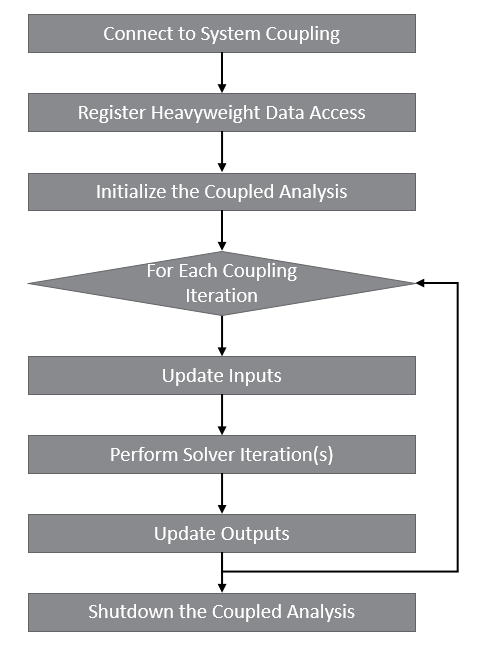 Connect to System Coupling
Register Heavyweight Data Access
Initialize the Coupled Analysis
For Each Coupling
Iteration
Update Inputs
Perform Solver Iteration(s)
Update Outputs
Shutdown the Coupled Analysis